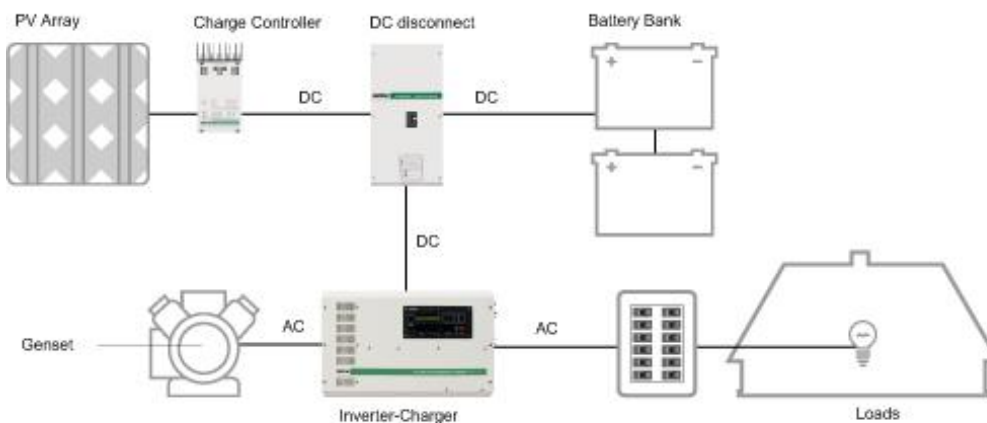 PV Array
Charge Controller
DC disconnect
Battery Bank
DC
DC
+ −
+ −
DC
AC
AC
Genset
Inverter-Charger
Loads